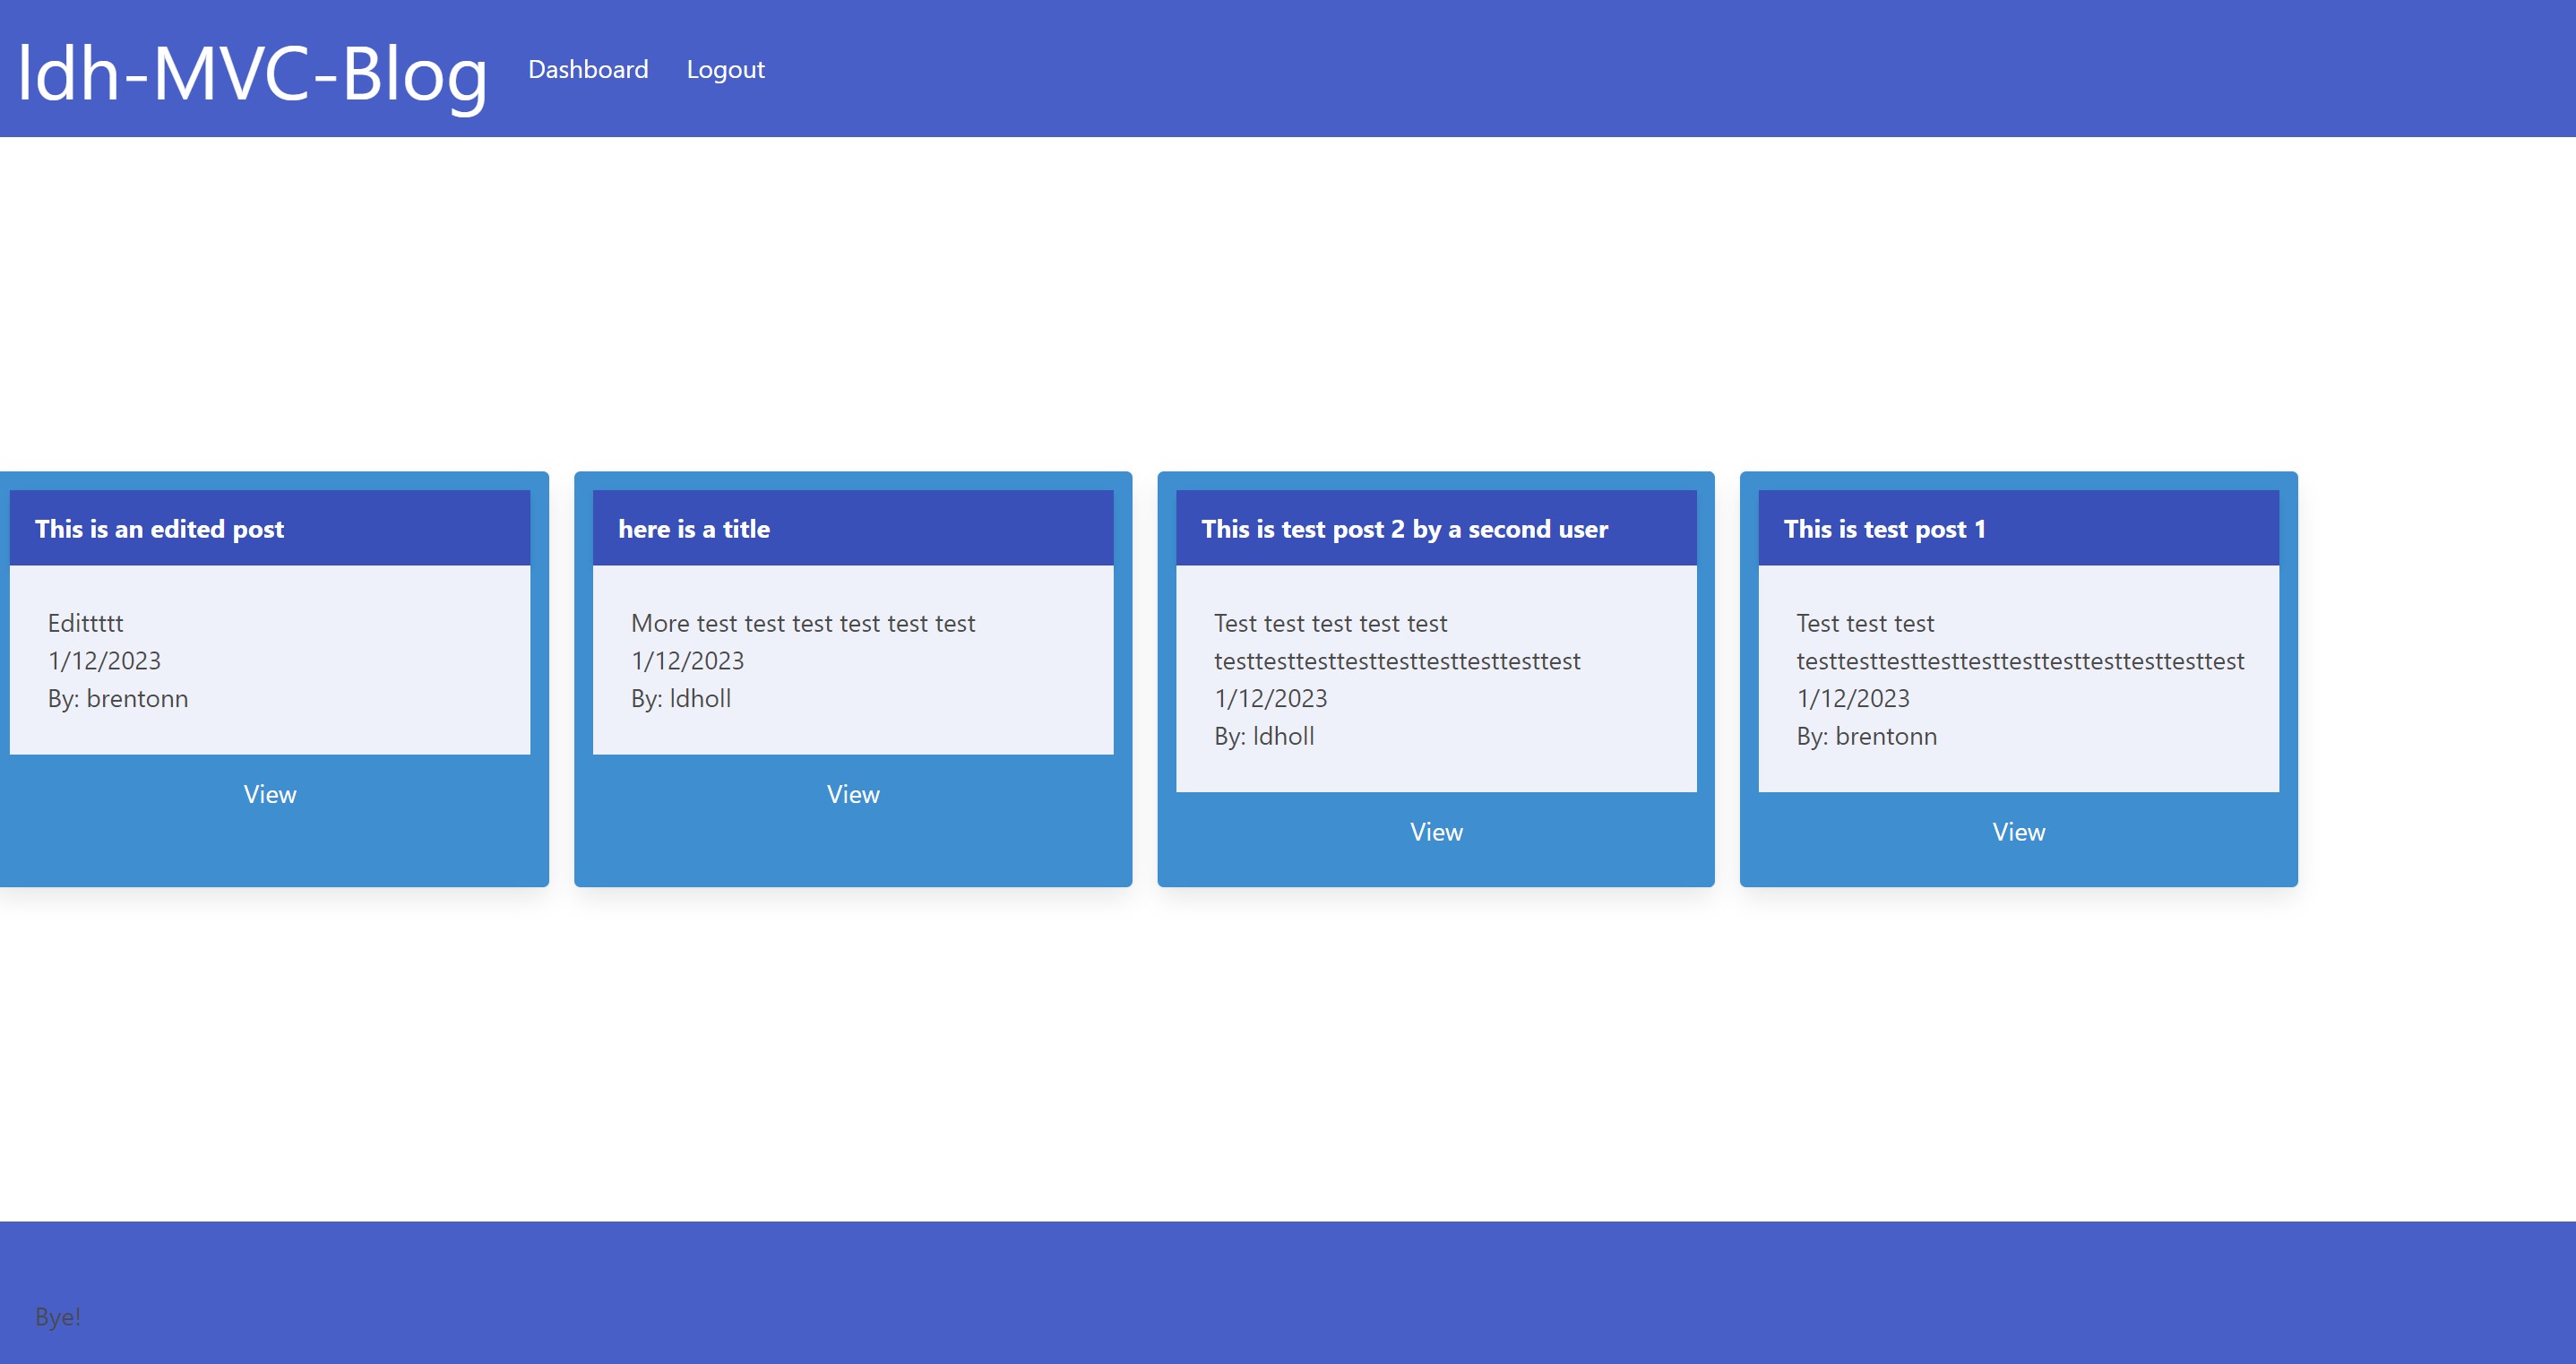 ldh-MVC-Blog
Dashboard
Logout
This is an edited post
Edittttt
1/12/2023
By: brentonn
View
here is a title
More test test test test test test
1/12/2023
By: ldholl
View
This is test post 2 by a second user
Test test test test test
testtesttesttesttesttesttesttesttest
1/12/2023
By: ldholl
View
This is test post 1
Test test test
testtesttesttesttesttesttesttesttesttesttest
1/12/2023
By: brentonn
View
Bye!